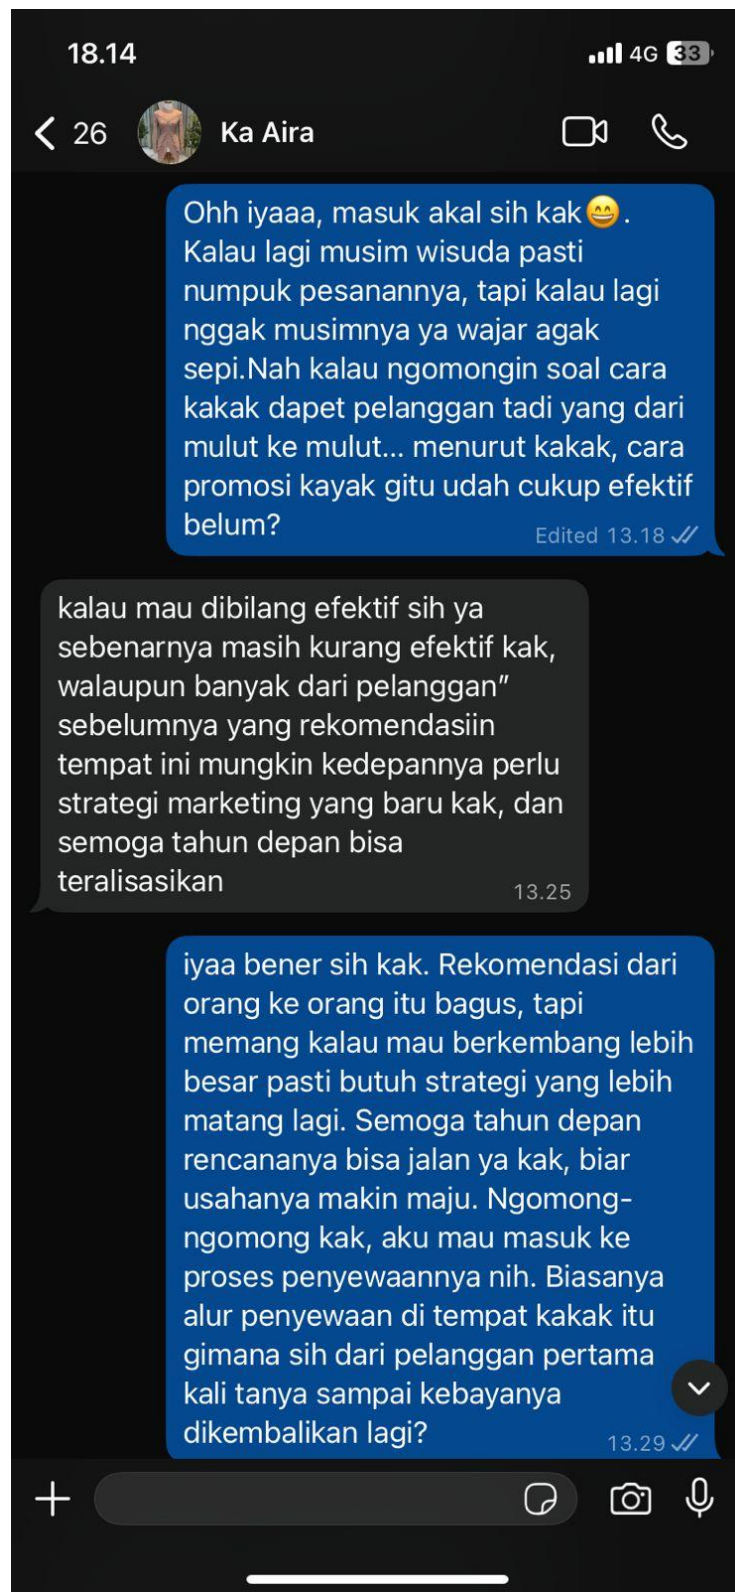 18.14
4G 33
26 Ka Aira
Ohh iyaaa, masuk akal sih kak😄.
Kalau lagi musim wisuda pasti
numpuk pesanannya, tapi kalau lagi
nggak musimnya ya wajar agak
sepi.Nah kalau ngomongin soal cara
kakak dapet pelanggan tadi yang dari
mulut ke mulut... menurut kakak, cara
promosi kayak gitu udah cukup efektif
belum?
Edited 13.18
kalau mau dibilang efektif sih ya
sebenarnya masih kurang efektif kak,
walaupun banyak dari pelanggan”
sebelumnya yang rekomendasiin
tempat ini mungkin kedepannya perlu
strategi marketing yang baru kak, dan
semoga tahun depan bisa
teralisasikan
13.25
iyaa bener sih kak. Rekomendasi dari
orang ke orang itu bagus, tapi
memang kalau mau berkembang lebih
besar pasti butuh strategi yang lebih
matang lagi. Semoga tahun depan
rencananya bisa jalan ya kak, biar
usahanya makin maju. Ngomong-
ngomong kak, aku mau masuk ke
proses penyewaannya nih. Biasanya
alur penyewaan di tempat kakak itu
gimana sih dari pelanggan pertama
kali tanya sampai kebayanya
dikembalikan lagi?
13.29